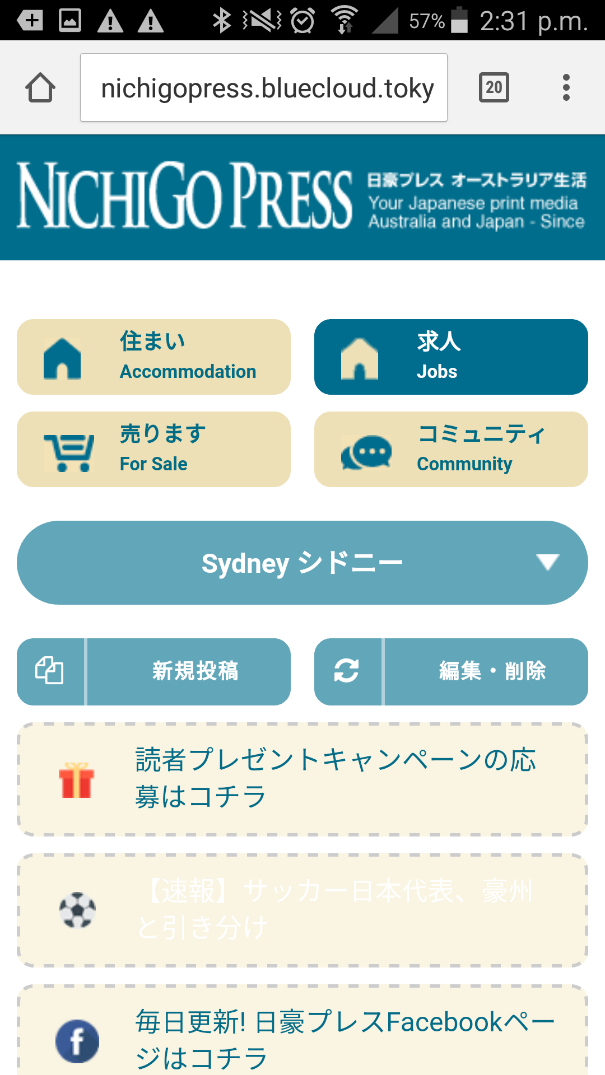 57% 2:31 p.m.
nichigopress.bluecloud.toky
20
NICHIGO PRESS
日豪プレス オーストラリア生活
Your Japanese print media
Australia and Japan - Since
住まい
Accommodation
求人
Jobs
売ります
For Sale
コミュニティ
Community
Sydney シドニー
新規投稿
編集・削除
読者プレゼントキャンペーンの応
募はコチラ
【速報】サッカー日本代表、豪州
と引き分け
毎日更新! 日豪プレスFacebookペー
ジはコチラ